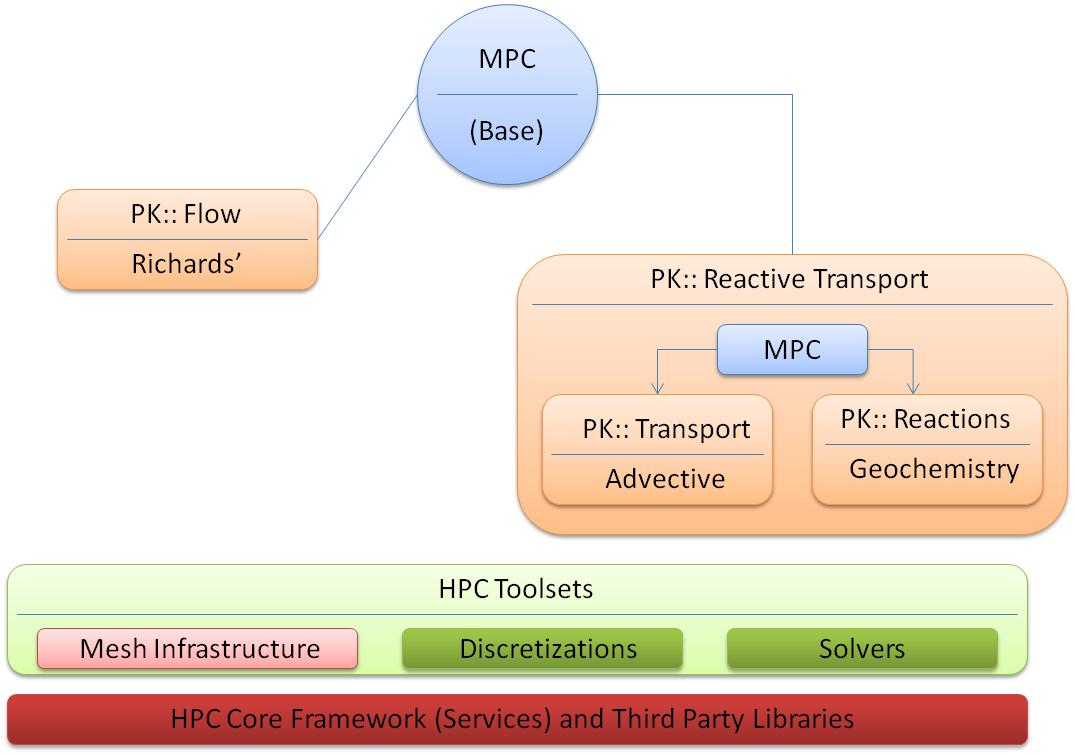 MPC
(Base)
PK:: Flow
Richards’
PK:: Reactive Transport
MPC
PK:: Transport
Advective
PK:: Reactions
Geochemistry
HPC Toolsets
Mesh Infrastructure
Discretizations
Solvers
HPC Core Framework (Services) and Third Party Libraries